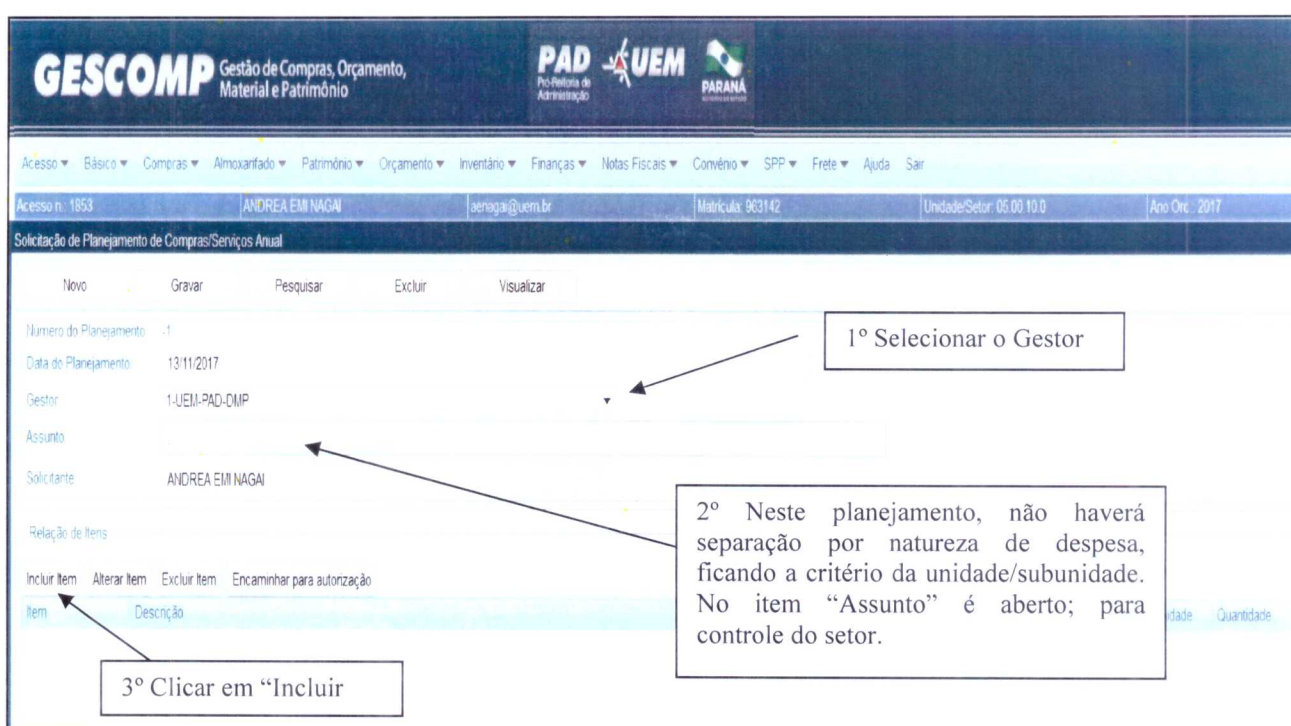 GESCOMP Gestão de Compras, Orçamento,
Material e Patrimônio
PAD
Pró-Reitoria de
Administração
UEM
PARANÁ
Acesso Básico Compras Almoxarifado Patrimônio Orçamento Inventário Finanças Notas Fiscais Convênio SPP Frete Ajuda Sair
Acesso n.: 1853 ANDREA EMI NAGAI aenagai@uem.br Matrícula: 963142 Unidade/Setor: 05.00 10.0 Ano Orc.: 2017
Solicitação de Planejamento de Compras/Serviços Anual
Novo Gravar Pesquisar Excluir Visualizar
Numero do Planejamento -1
Data do Planejamento 13/11/2017
Gestor 1-UEM-PAD-DMP
Assunto
Solicitante ANDREA EMI NAGAI
Relação de Itens
Incluir Item Alterar Item Excluir Item Encaminhar para autorização
Item Descrição idade Quantidade
1º Selecionar o Gestor
2º Neste planejamento, não haverá
separação por natureza de despesa,
ficando a critério da unidade/subunidade.
No item “Assunto” é aberto; para
controle do setor.
3º Clicar em “Incluir